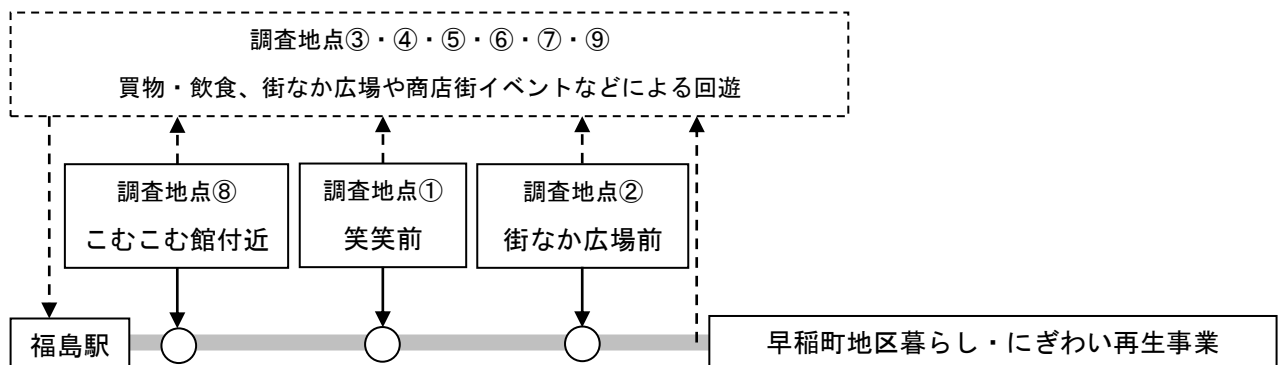 調査地点③・④・⑤・⑥・⑦・⑨
買物・飲食、街なか広場や商店街イベントなどによる回遊
調査地点⑧
こむこむ館付近
調査地点①
笑笑前
調査地点②
街なか広場前
福島駅
早稲町地区暮らし・にぎわい再生事業